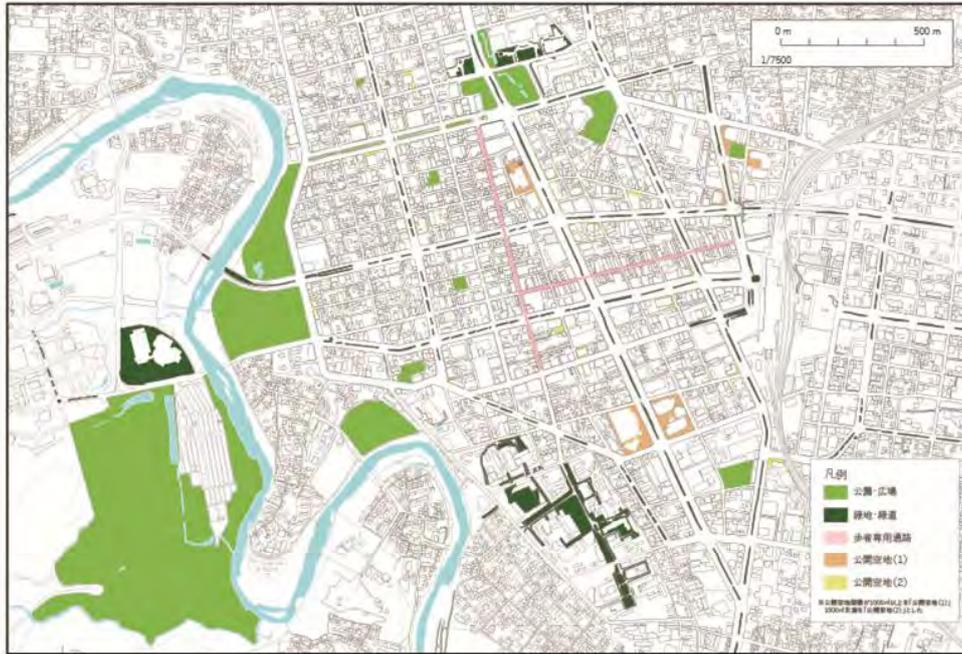 0 m 500 m
1/7500
凡例
公園・広場
緑地・緑道
歩者専用通路
公開空地(1)
公開空地(2)